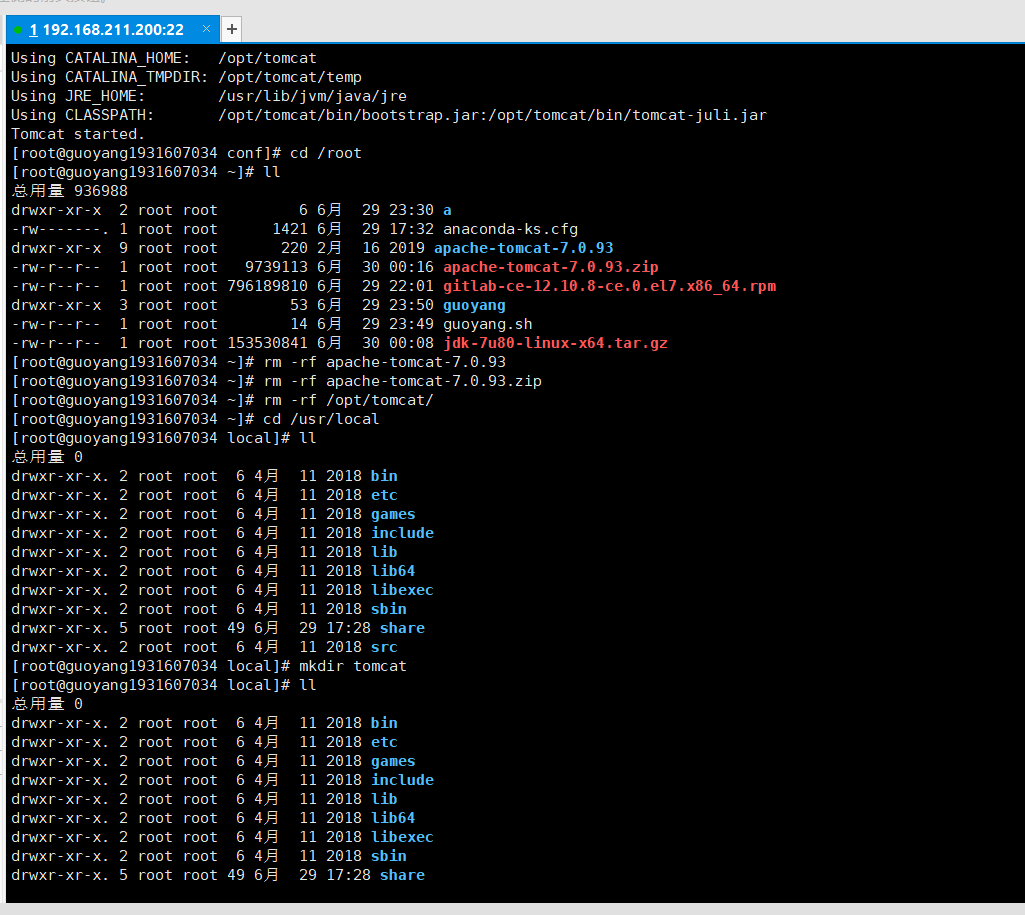 1 192.168.211.200:22 × +
Using CATALINA_HOME:   /opt/tomcat
Using CATALINA_TMPDIR: /opt/tomcat/temp
Using JRE_HOME:        /usr/lib/jvm/java/jre
Using CLASSPATH:       /opt/tomcat/bin/bootstrap.jar:/opt/tomcat/bin/tomcat-juli.jar
Tomcat started.
[root@guoyang1931607034 conf]# cd /root
[root@guoyang1931607034 ~]# ll
总用量 936988
drwxr-xr-x  2 root root         6 6月  29 23:30 a
-rw-------. 1 root root      1421 6月  29 17:32 anaconda-ks.cfg
drwxr-xr-x  9 root root       220 2月  16 2019 apache-tomcat-7.0.93
-rw-r--r--  1 root root   9739113 6月  30 00:16 apache-tomcat-7.0.93.zip
-rw-r--r--  1 root root 796189810 6月  29 22:01 gitlab-ce-12.10.8-ce.0.el7.x86_64.rpm
drwxr-xr-x  3 root root        53 6月  29 23:50 guoyang
-rw-r--r--  1 root root        14 6月  29 23:49 guoyang.sh
-rw-r--r--  1 root root 153530841 6月  30 00:08 jdk-7u80-linux-x64.tar.gz
[root@guoyang1931607034 ~]# rm -rf apache-tomcat-7.0.93
[root@guoyang1931607034 ~]# rm -rf apache-tomcat-7.0.93.zip
[root@guoyang1931607034 ~]# rm -rf /opt/tomcat/
[root@guoyang1931607034 ~]# cd /usr/local
[root@guoyang1931607034 local]# ll
总用量 0
drwxr-xr-x. 2 root root  6 4月  11 2018 bin
drwxr-xr-x. 2 root root  6 4月  11 2018 etc
drwxr-xr-x. 2 root root  6 4月  11 2018 games
drwxr-xr-x. 2 root root  6 4月  11 2018 include
drwxr-xr-x. 2 root root  6 4月  11 2018 lib
drwxr-xr-x. 2 root root  6 4月  11 2018 lib64
drwxr-xr-x. 2 root root  6 4月  11 2018 libexec
drwxr-xr-x. 2 root root  6 4月  11 2018 sbin
drwxr-xr-x. 5 root root 49 6月  29 17:28 share
drwxr-xr-x. 2 root root  6 4月  11 2018 src
[root@guoyang1931607034 local]# mkdir tomcat
[root@guoyang1931607034 local]# ll
总用量 0
drwxr-xr-x. 2 root root  6 4月  11 2018 bin
drwxr-xr-x. 2 root root  6 4月  11 2018 etc
drwxr-xr-x. 2 root root  6 4月  11 2018 games
drwxr-xr-x. 2 root root  6 4月  11 2018 include
drwxr-xr-x. 2 root root  6 4月  11 2018 lib
drwxr-xr-x. 2 root root  6 4月  11 2018 lib64
drwxr-xr-x. 2 root root  6 4月  11 2018 libexec
drwxr-xr-x. 2 root root  6 4月  11 2018 sbin
drwxr-xr-x. 5 root root 49 6月  29 17:28 share